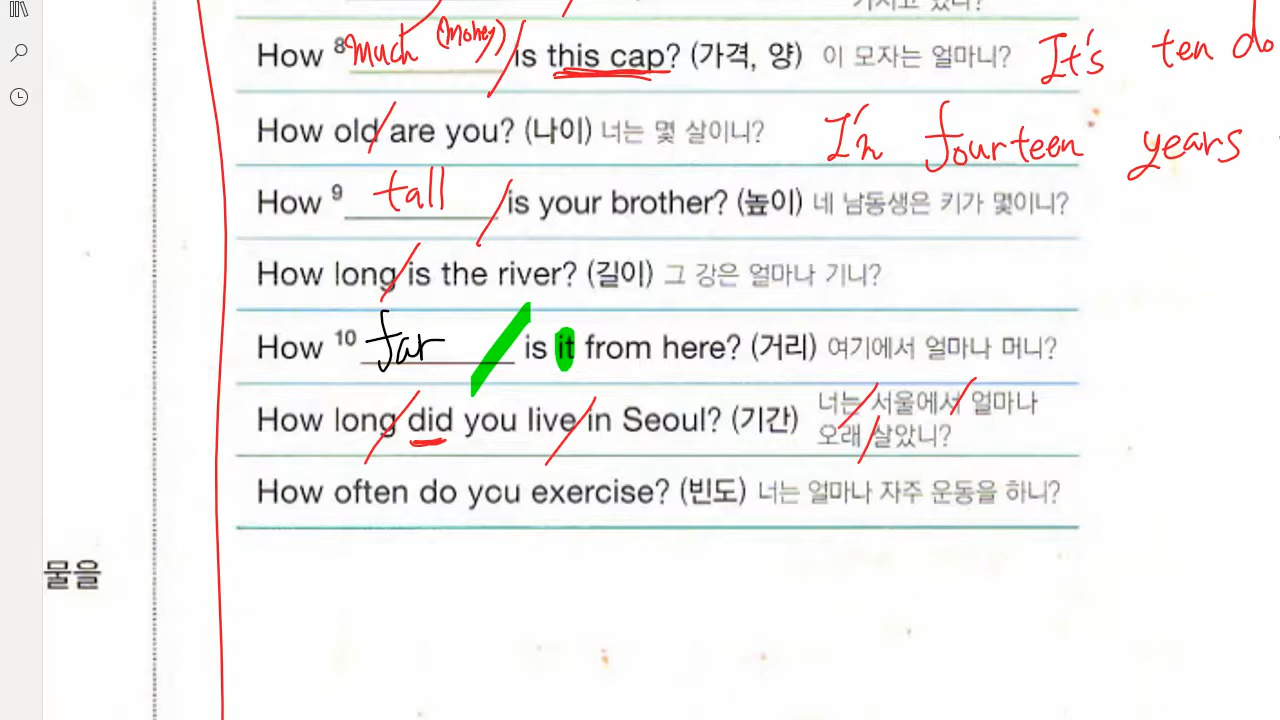 How 8 much (Money) is this cap? (가격, 양) 이 모자는 얼마니? It's ten do
How old are you? (나이) 너는 몇 살이니? I'm fourteen years
How 9 tall is your brother? (높이) 네 남동생은 키가 몇이니?
How long is the river? (길이) 그 강은 얼마나 기니?
How 10 far is it from here? (거리) 여기에서 얼마나 머니?
How long did you live in Seoul? (기간) 너는 서울에서 얼마나
오래 살았니?
How often do you exercise? (빈도) 너는 얼마나 자주 운동을 하니?
물을